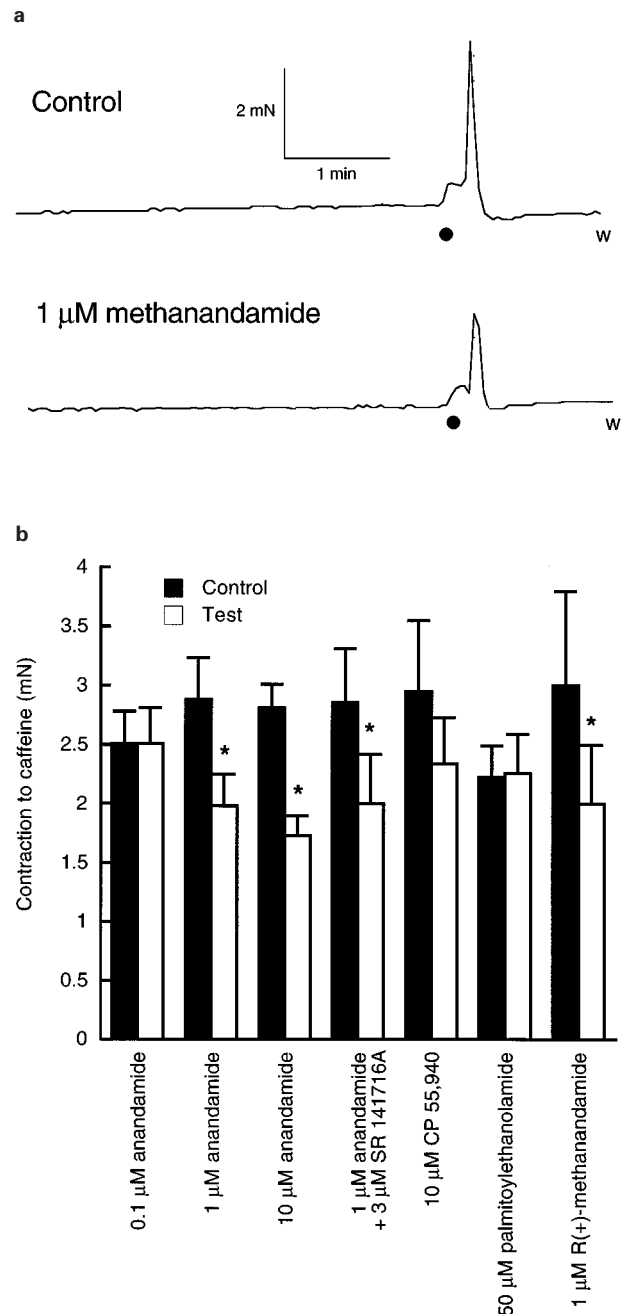 a
Control
2 mN
1 min
W
1 µM methanandamide
W
b
4
3.5
3
2.5
2
1.5
1
0.5
0
Contraction to caffeine (mN)
Control
Test
*
*
*
*
0.1 µM anandamide
1 µM anandamide
10 µM anandamide
1 µM anandamide
+ 3 µM SR 141716A
10 µM CP 55,940
50 µM palmitoylethanolamide
1 µM R(+)-methanandamide